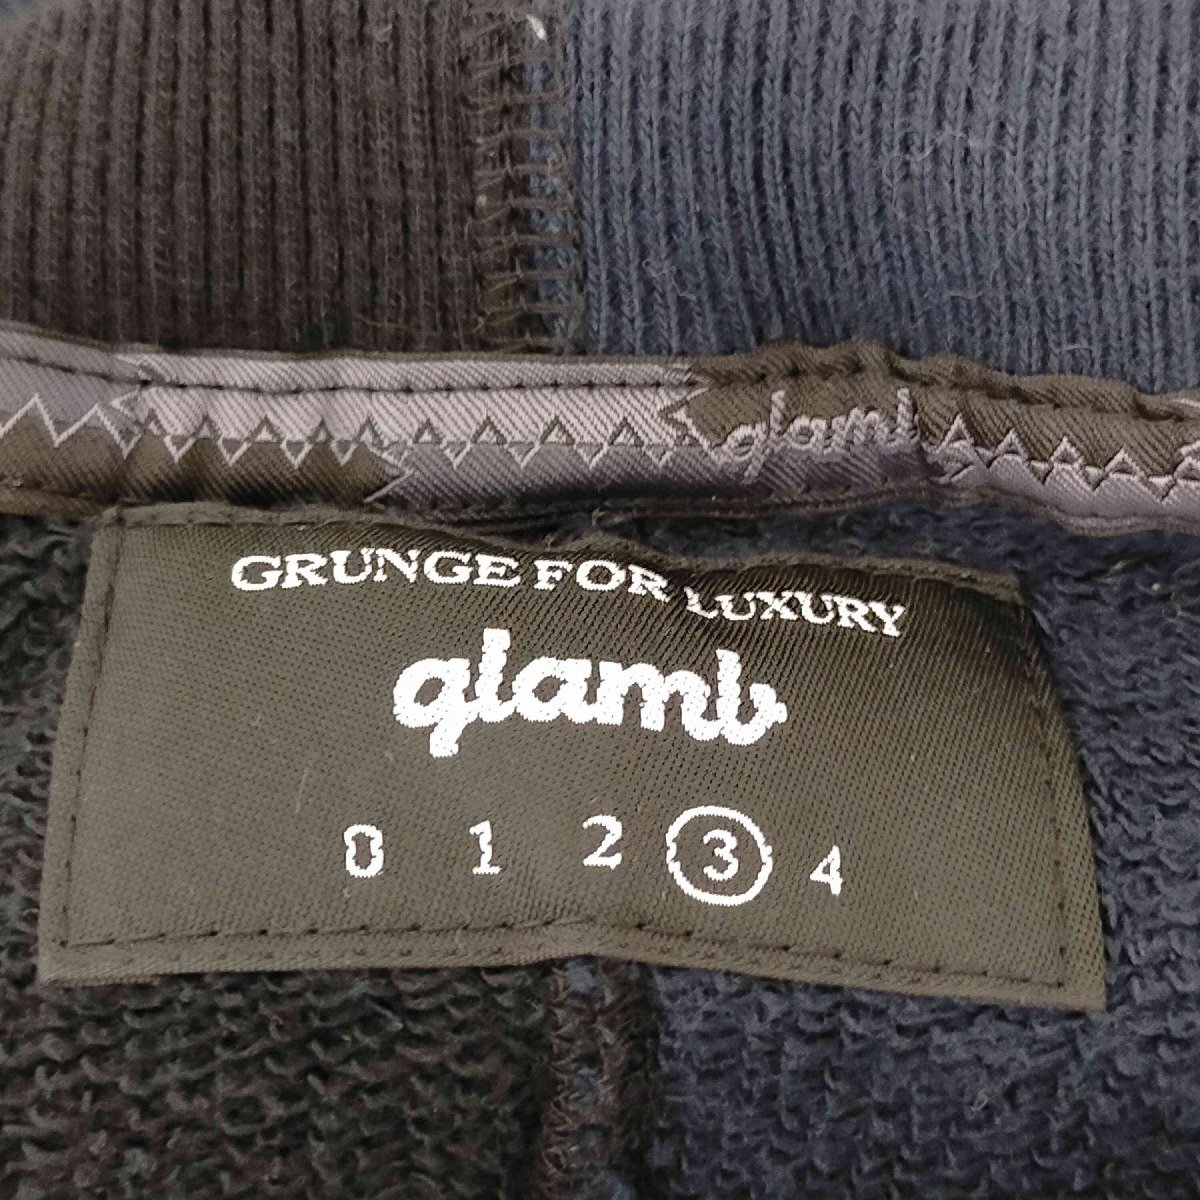 glamb
GRUNGE FOR LUXURY
glamb
0 1 2 3 4